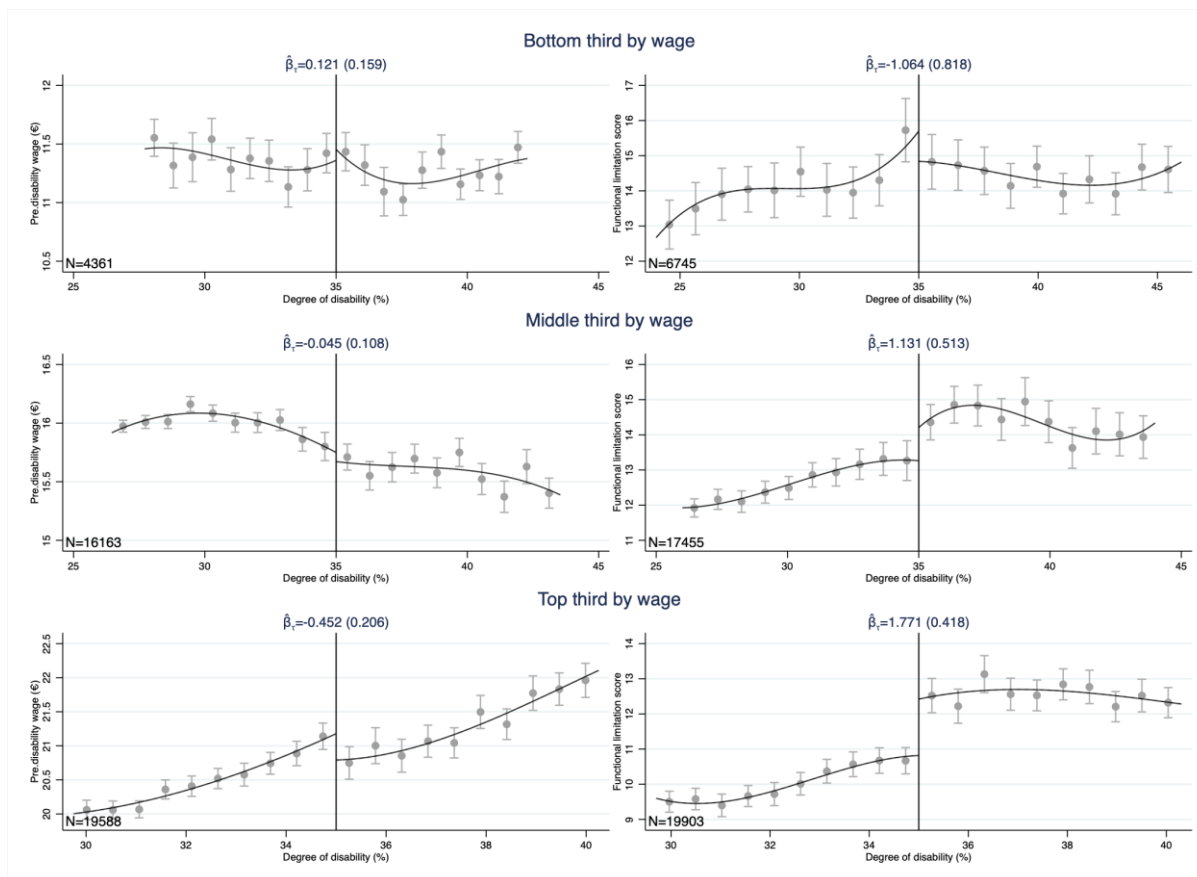 Bottom third by wage
β̂τ=0.121 (0.159)
Pre.disability wage (€)
12
11.5
11
10.5
N=4361
25 30 35 40 45
Degree of disability (%)
β̂τ=-1.064 (0.818)
Functional limitation score
17
16
15
14
13
12
N=6745
25 30 35 40 45
Degree of disability (%)
Middle third by wage
β̂τ=-0.045 (0.108)
Pre.disability wage (€)
16.5
16
15.5
15
N=16163
25 30 35 40 45
Degree of disability (%)
β̂τ=1.131 (0.513)
Functional limitation score
16
15
14
13
12
11
N=17455
25 30 35 40 45
Degree of disability (%)
Top third by wage
β̂τ=-0.452 (0.206)
Pre.disability wage (€)
22.5
22
21.5
21
20.5
20
N=19588
30 32 34 36 38 40
Degree of disability (%)
β̂τ=1.771 (0.418)
Functional limitation score
14
13
12
11
10
9
N=19903
30 32 34 36 38 40
Degree of disability (%)